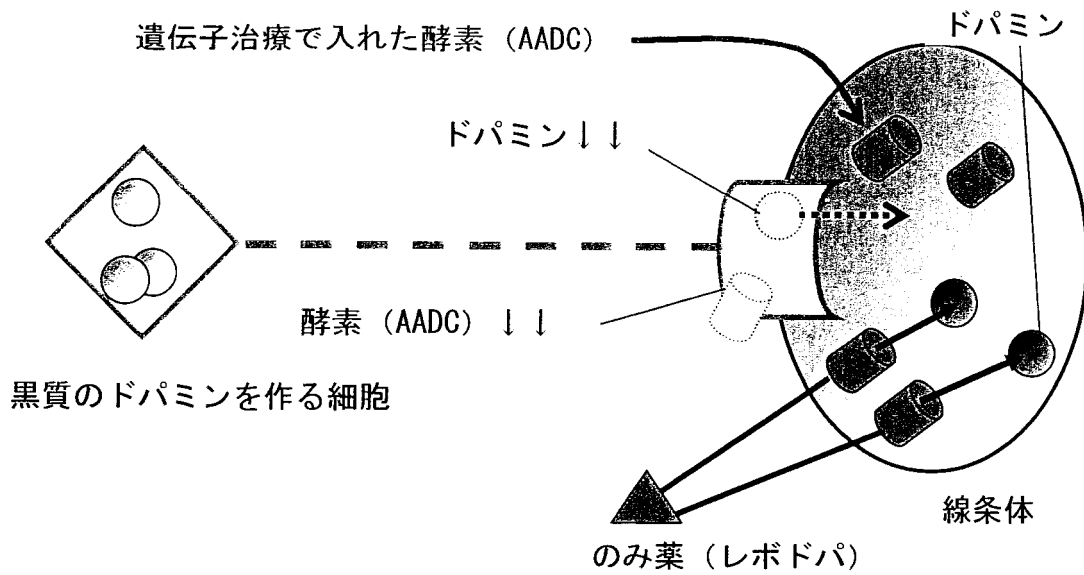 ドパミン
遺伝子治療で入れた酵素 (AADC)
ドパミン↓↓
酵素 (AADC) ↓↓
黒質のドパミンを作る細胞
線条体
のみ薬 (レボドパ)